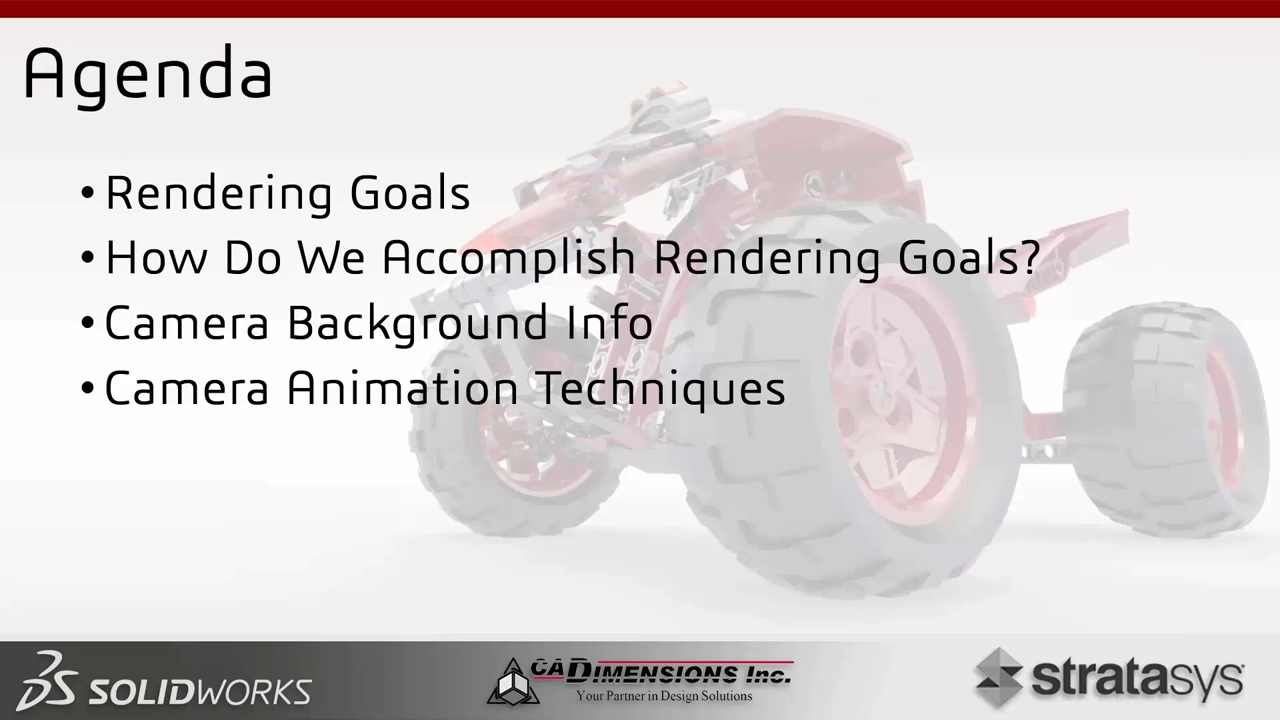 Agenda
• Rendering Goals
• How Do We Accomplish Rendering Goals?
• Camera Background Info
• Camera Animation Techniques
3S SOLIDWORKS
CADIMENSIONS Inc.
Your Partner in Design Solutions
stratasys